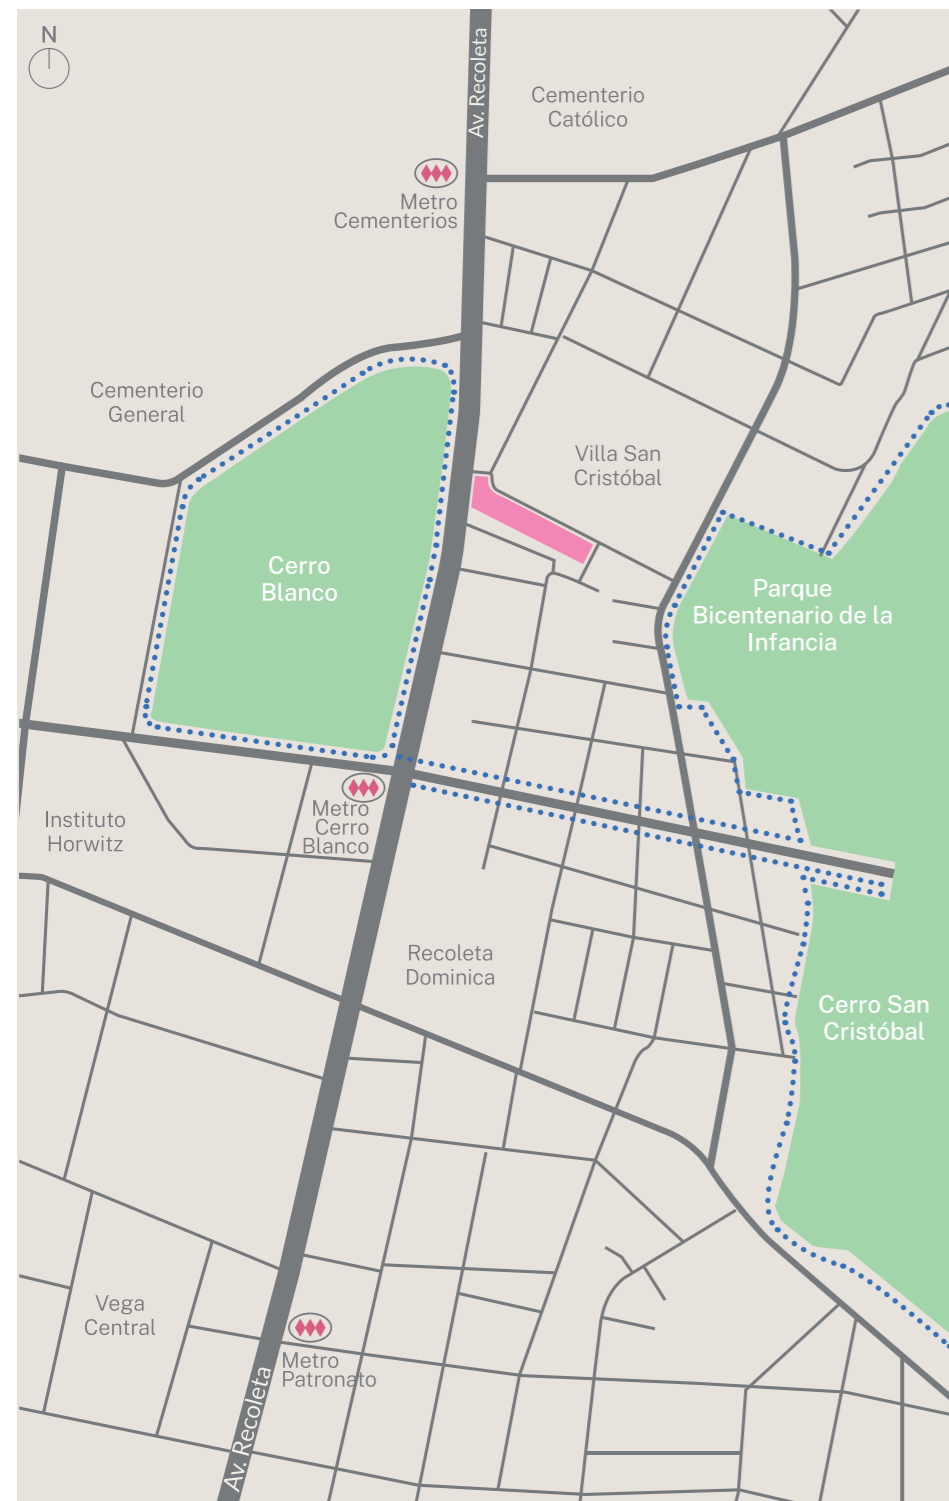 N
Av. Recoleta
Cementerio
Católico
Metro
Cementerios
Cementerio
General
Villa San
Cristóbal
Cerro
Blanco
Parque
Bicentenario de la
Infancia
Instituto
Horwitz
Metro
Cerro
Blanco
Recoleta
Dominica
Cerro San
Cristóbal
Vega
Central
Metro
Patronato
Av. Recoleta